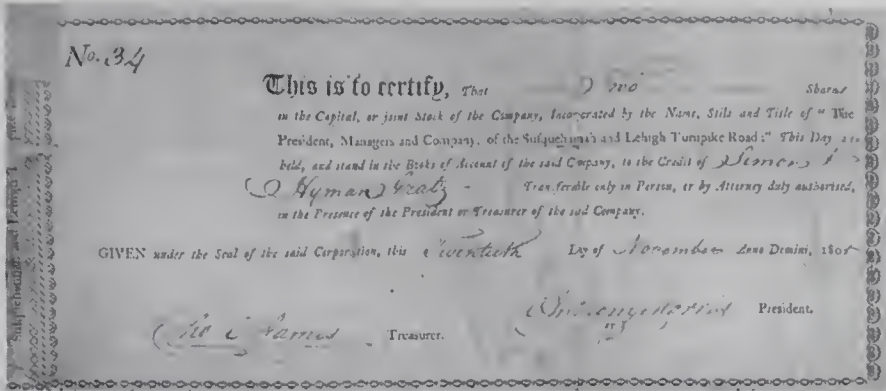 No. 34
This is to certify, That Two Shares
in the Capital, or joint Stock of the Company, Incorporated by the Name, Stile and Title of " The
President, Managers and Company, of the Susquehannah and Lehigh Turnpike Road:" This Day are
held, and stand in the Books of Account of the said Company, to the Credit of Simon &
Hyman Gratz - Transferable only in Person, or by Attorney duly authorised,
in the Presence of the President or Treasurer of the said Company.
GIVEN under the Seal of the said Corporation, this Twentieth Day of November Anno Domini, 180
President.
Treasurer.
Susquehannah and Lehigh T